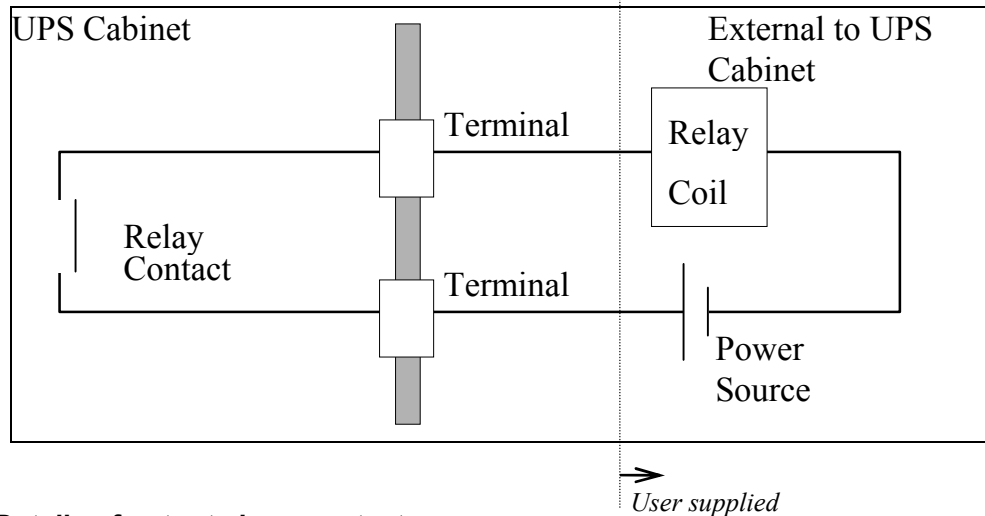 UPS Cabinet
External to UPS
Cabinet
Terminal
Relay
Coil
Relay
Contact
Terminal
Power
Source
User supplied